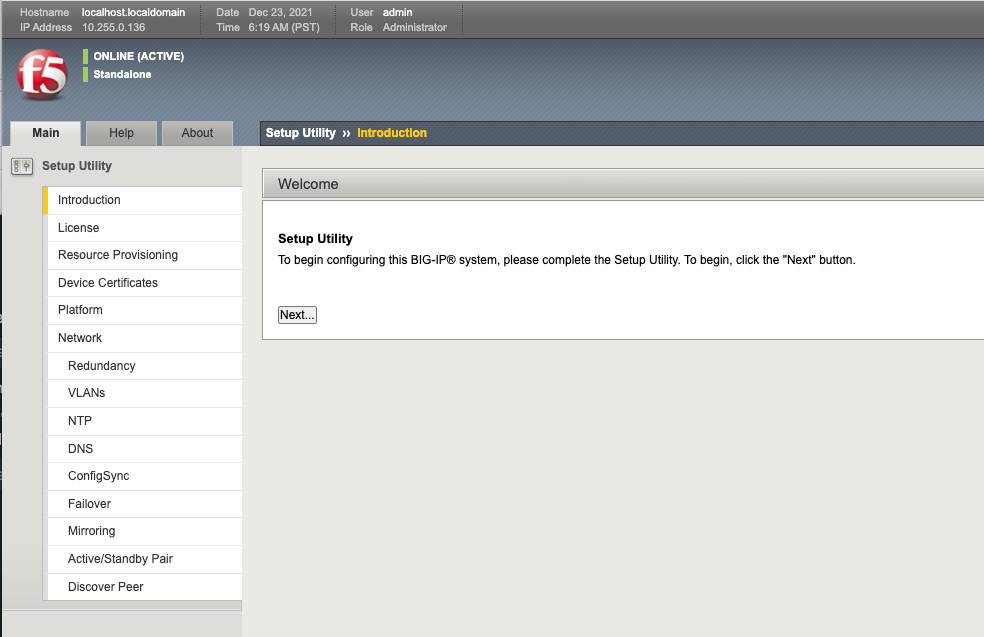 Hostname localhost.localdomain Date Dec 23, 2021 User admin
IP Address 10.255.0.136 Time 6:19 AM (PST) Role Administrator
f5
ONLINE (ACTIVE)
Standalone
Main Help About
Setup Utility ›› Introduction
Setup Utility
Introduction
License
Resource Provisioning
Device Certificates
Platform
Network
Redundancy
VLANs
NTP
DNS
ConfigSync
Failover
Mirroring
Active/Standby Pair
Discover Peer
Welcome
Setup Utility
To begin configuring this BIG-IP® system, please complete the Setup Utility. To begin, click the "Next" button.
Next...